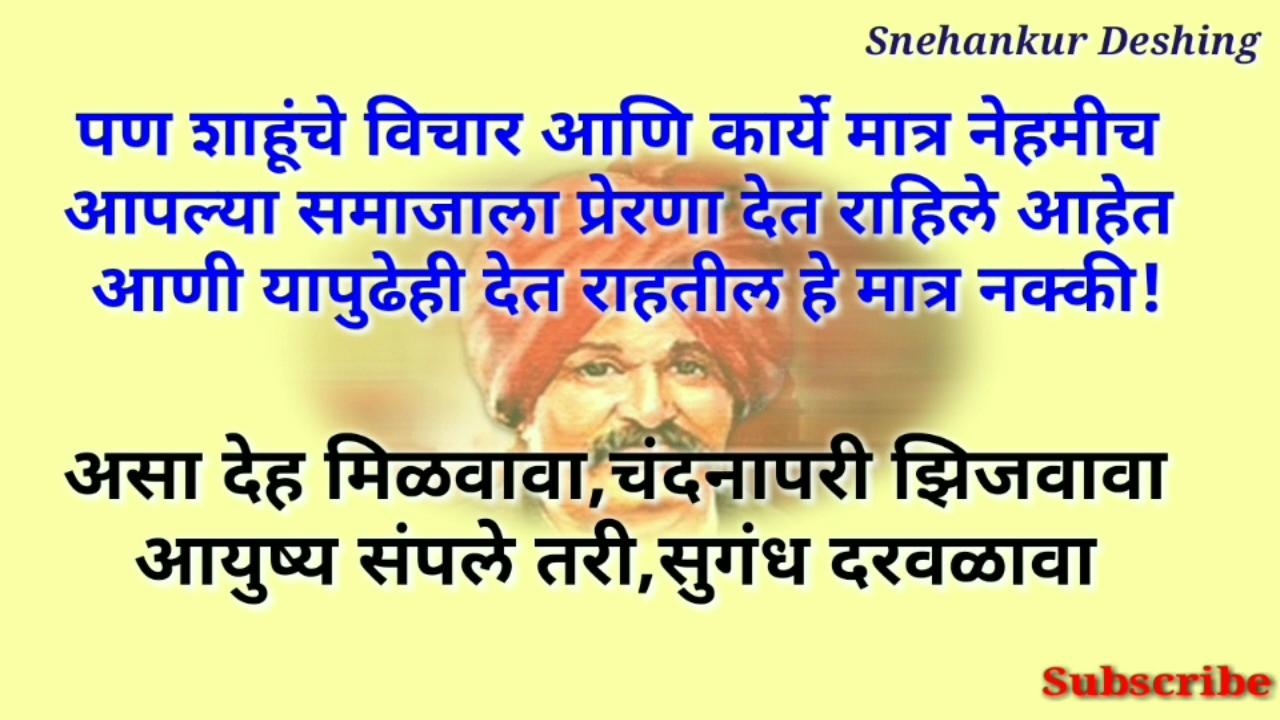 Snehankur Deshing
पण शाहूंचे विचार आणि कार्ये मात्र नेहमीच
आपल्या समाजाला प्रेरणा देत राहिले आहेत
आणी यापुढेही देत राहतील हे मात्र नक्की!
असा देह मिळवावा,चंदनापरी झिजवावा
आयुष्य संपले तरी,सुगंध दरवळावा
Subscribe